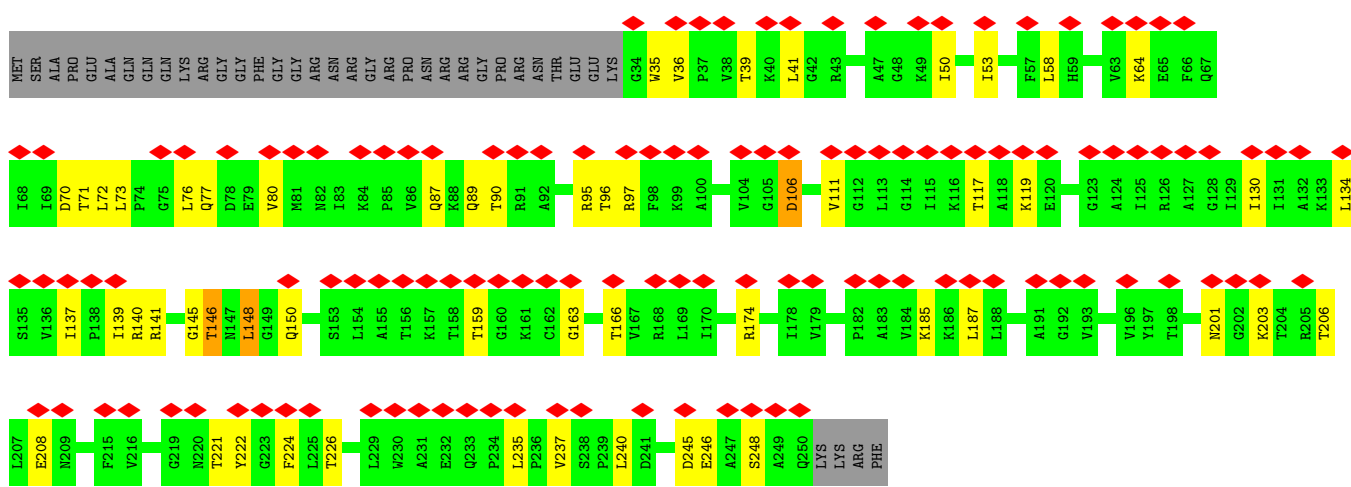 MET SER ALA PRO GLU ALA GLN GLN GLN LYS ARG GLY GLY PHE GLY GLY ARG ASN ARG GLY ARG PRO ASN ARG ARG GLY PRO ARG ASN THR GLU GLU LYS G34 W35 V36 P37 V38 T39 K40 L41 G42 R43 A47 G48 K49 I50 I53 F57 L58 H59 V63 K64 E65 F66 Q67
I68 I69 D70 T71 L72 L73 P74 G75 L76 Q77 D78 E79 V80 M81 N82 I83 K84 P85 V86 Q87 K88 Q89 T90 R91 A92 R95 T96 R97 F98 K99 A100 V104 G105 D106 V111 G112 L113 G114 I115 K116 T117 A118 K119 E120 G123 A124 I125 R126 A127 G128 I129 I130 I131 A132 K133 L134
S135 V136 I137 P138 I139 R140 R141 G145 T146 N147 L148 G149 Q150 S153 L154 A155 T156 K157 T158 T159 G160 K161 C162 G163 T166 V167 R168 L169 I170 R174 I178 V179 P182 A183 V184 K185 K186 L187 L188 A191 G192 V193 V196 Y197 T198 N201 G202 K203 T204 R205 T206
L207 E208 N209 F215 V216 G219 N220 T221 Y222 G223 F224 L225 T226 L229 W230 A231 E232 Q233 P234 L235 P236 V237 S238 P239 L240 D241 D245 E246 A247 S248 A249 Q250 LYS LYS ARG PHE